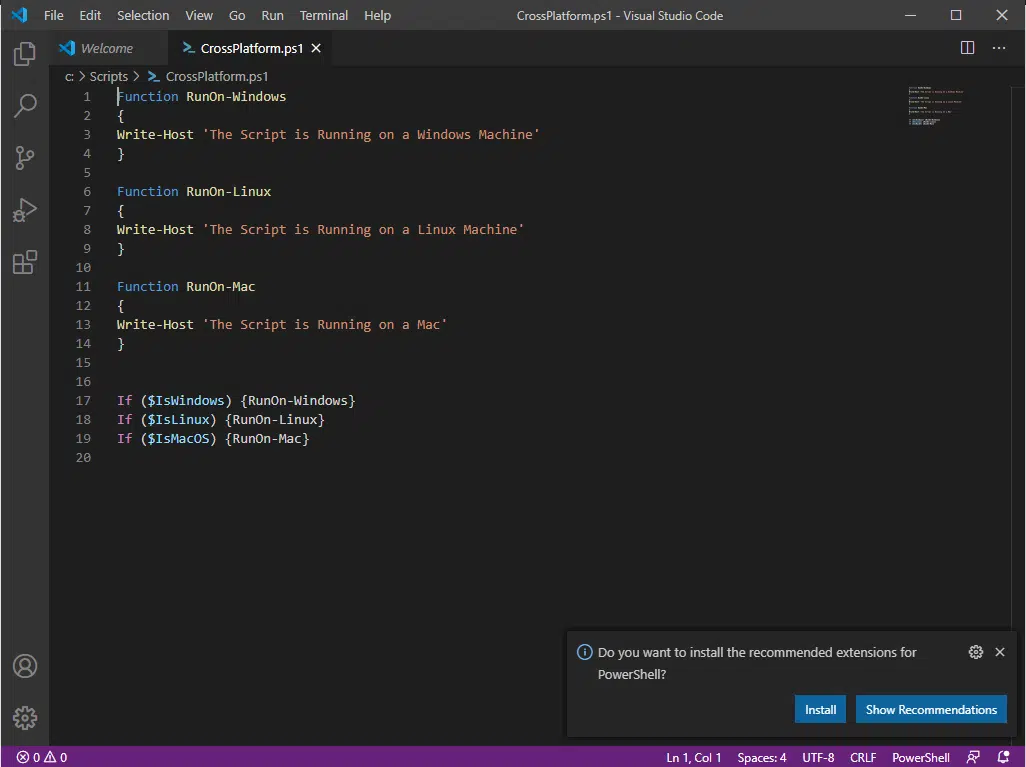 File Edit Selection View Go Run Terminal Help CrossPlatform.ps1 - Visual Studio Code
Welcome CrossPlatform.ps1
c: > Scripts > CrossPlatform.ps1
1 Function RunOn-Windows
2 {
3 Write-Host 'The Script is Running on a Windows Machine'
4 }
5
6 Function RunOn-Linux
7 {
8 Write-Host 'The Script is Running on a Linux Machine'
9 }
10
11 Function RunOn-Mac
12 {
13 Write-Host 'The Script is Running on a Mac'
14 }
15
16
17 If ($IsWindows) {RunOn-Windows}
18 If ($IsLinux) {RunOn-Linux}
19 If ($IsMacOS) {RunOn-Mac}
20
Do you want to install the recommended extensions for
PowerShell?
Install Show Recommendations
0 0 Ln 1, Col 1 Spaces: 4 UTF-8 CRLF PowerShell